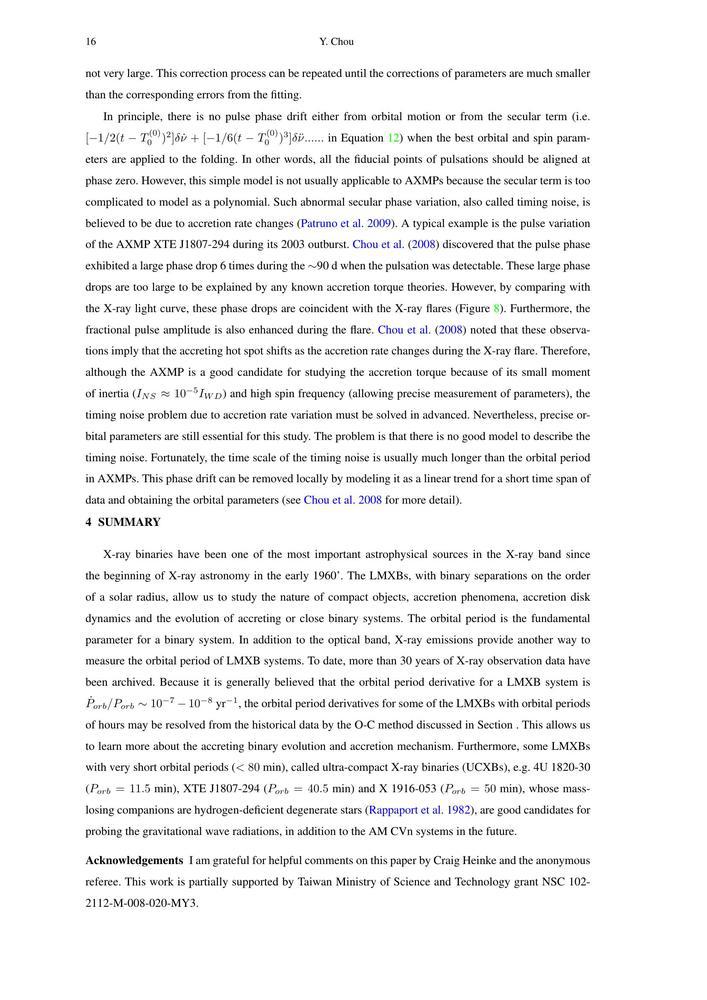 16
Y. Chou
not very large. This correction process can be repeated until the corrections of parameters are much smaller
than the corresponding errors from the fitting.
In principle, there is no pulse phase drift either from orbital motion or from the secular term (i.e.
[−1/2(t − T_0^{(0)})^2]δν̇ + [−1/6(t − T_0^{(0)})^3]δν̈...... in Equation 12) when the best orbital and spin param-
eters are applied to the folding. In other words, all the fiducial points of pulsations should be aligned at
phase zero. However, this simple model is not usually applicable to AXMPs because the secular term is too
complicated to model as a polynomial. Such abnormal secular phase variation, also called timing noise, is
believed to be due to accretion rate changes (Patruno et al. 2009). A typical example is the pulse variation
of the AXMP XTE J1807-294 during its 2003 outburst. Chou et al. (2008) discovered that the pulse phase
exhibited a large phase drop 6 times during the ∼90 d when the pulsation was detectable. These large phase
drops are too large to be explained by any known accretion torque theories. However, by comparing with
the X-ray light curve, these phase drops are coincident with the X-ray flares (Figure 8). Furthermore, the
fractional pulse amplitude is also enhanced during the flare. Chou et al. (2008) noted that these observa-
tions imply that the accreting hot spot shifts as the accretion rate changes during the X-ray flare. Therefore,
although the AXMP is a good candidate for studying the accretion torque because of its small moment
of inertia (I_{NS} ≈ 10^{−5}I_{WD}) and high spin frequency (allowing precise measurement of parameters), the
timing noise problem due to accretion rate variation must be solved in advanced. Nevertheless, precise or-
bital parameters are still essential for this study. The problem is that there is no good model to describe the
timing noise. Fortunately, the time scale of the timing noise is usually much longer than the orbital period
in AXMPs. This phase drift can be removed locally by modeling it as a linear trend for a short time span of
data and obtaining the orbital parameters (see Chou et al. 2008 for more detail).
4 SUMMARY
X-ray binaries have been one of the most important astrophysical sources in the X-ray band since
the beginning of X-ray astronomy in the early 1960’. The LMXBs, with binary separations on the order
of a solar radius, allow us to study the nature of compact objects, accretion phenomena, accretion disk
dynamics and the evolution of accreting or close binary systems. The orbital period is the fundamental
parameter for a binary system. In addition to the optical band, X-ray emissions provide another way to
measure the orbital period of LMXB systems. To date, more than 30 years of X-ray observation data have
been archived. Because it is generally believed that the orbital period derivative for a LMXB system is
Ṗ_{orb}/P_{orb} ∼ 10^{−7} − 10^{−8} yr^{−1}, the orbital period derivatives for some of the LMXBs with orbital periods
of hours may be resolved from the historical data by the O-C method discussed in Section . This allows us
to learn more about the accreting binary evolution and accretion mechanism. Furthermore, some LMXBs
with very short orbital periods (< 80 min), called ultra-compact X-ray binaries (UCXBs), e.g. 4U 1820-30
(P_{orb} = 11.5 min), XTE J1807-294 (P_{orb} = 40.5 min) and X 1916-053 (P_{orb} = 50 min), whose mass-
losing companions are hydrogen-deficient degenerate stars (Rappaport et al. 1982), are good candidates for
probing the gravitational wave radiations, in addition to the AM CVn systems in the future.
Acknowledgements I am grateful for helpful comments on this paper by Craig Heinke and the anonymous
referee. This work is partially supported by Taiwan Ministry of Science and Technology grant NSC 102-
2112-M-008-020-MY3.